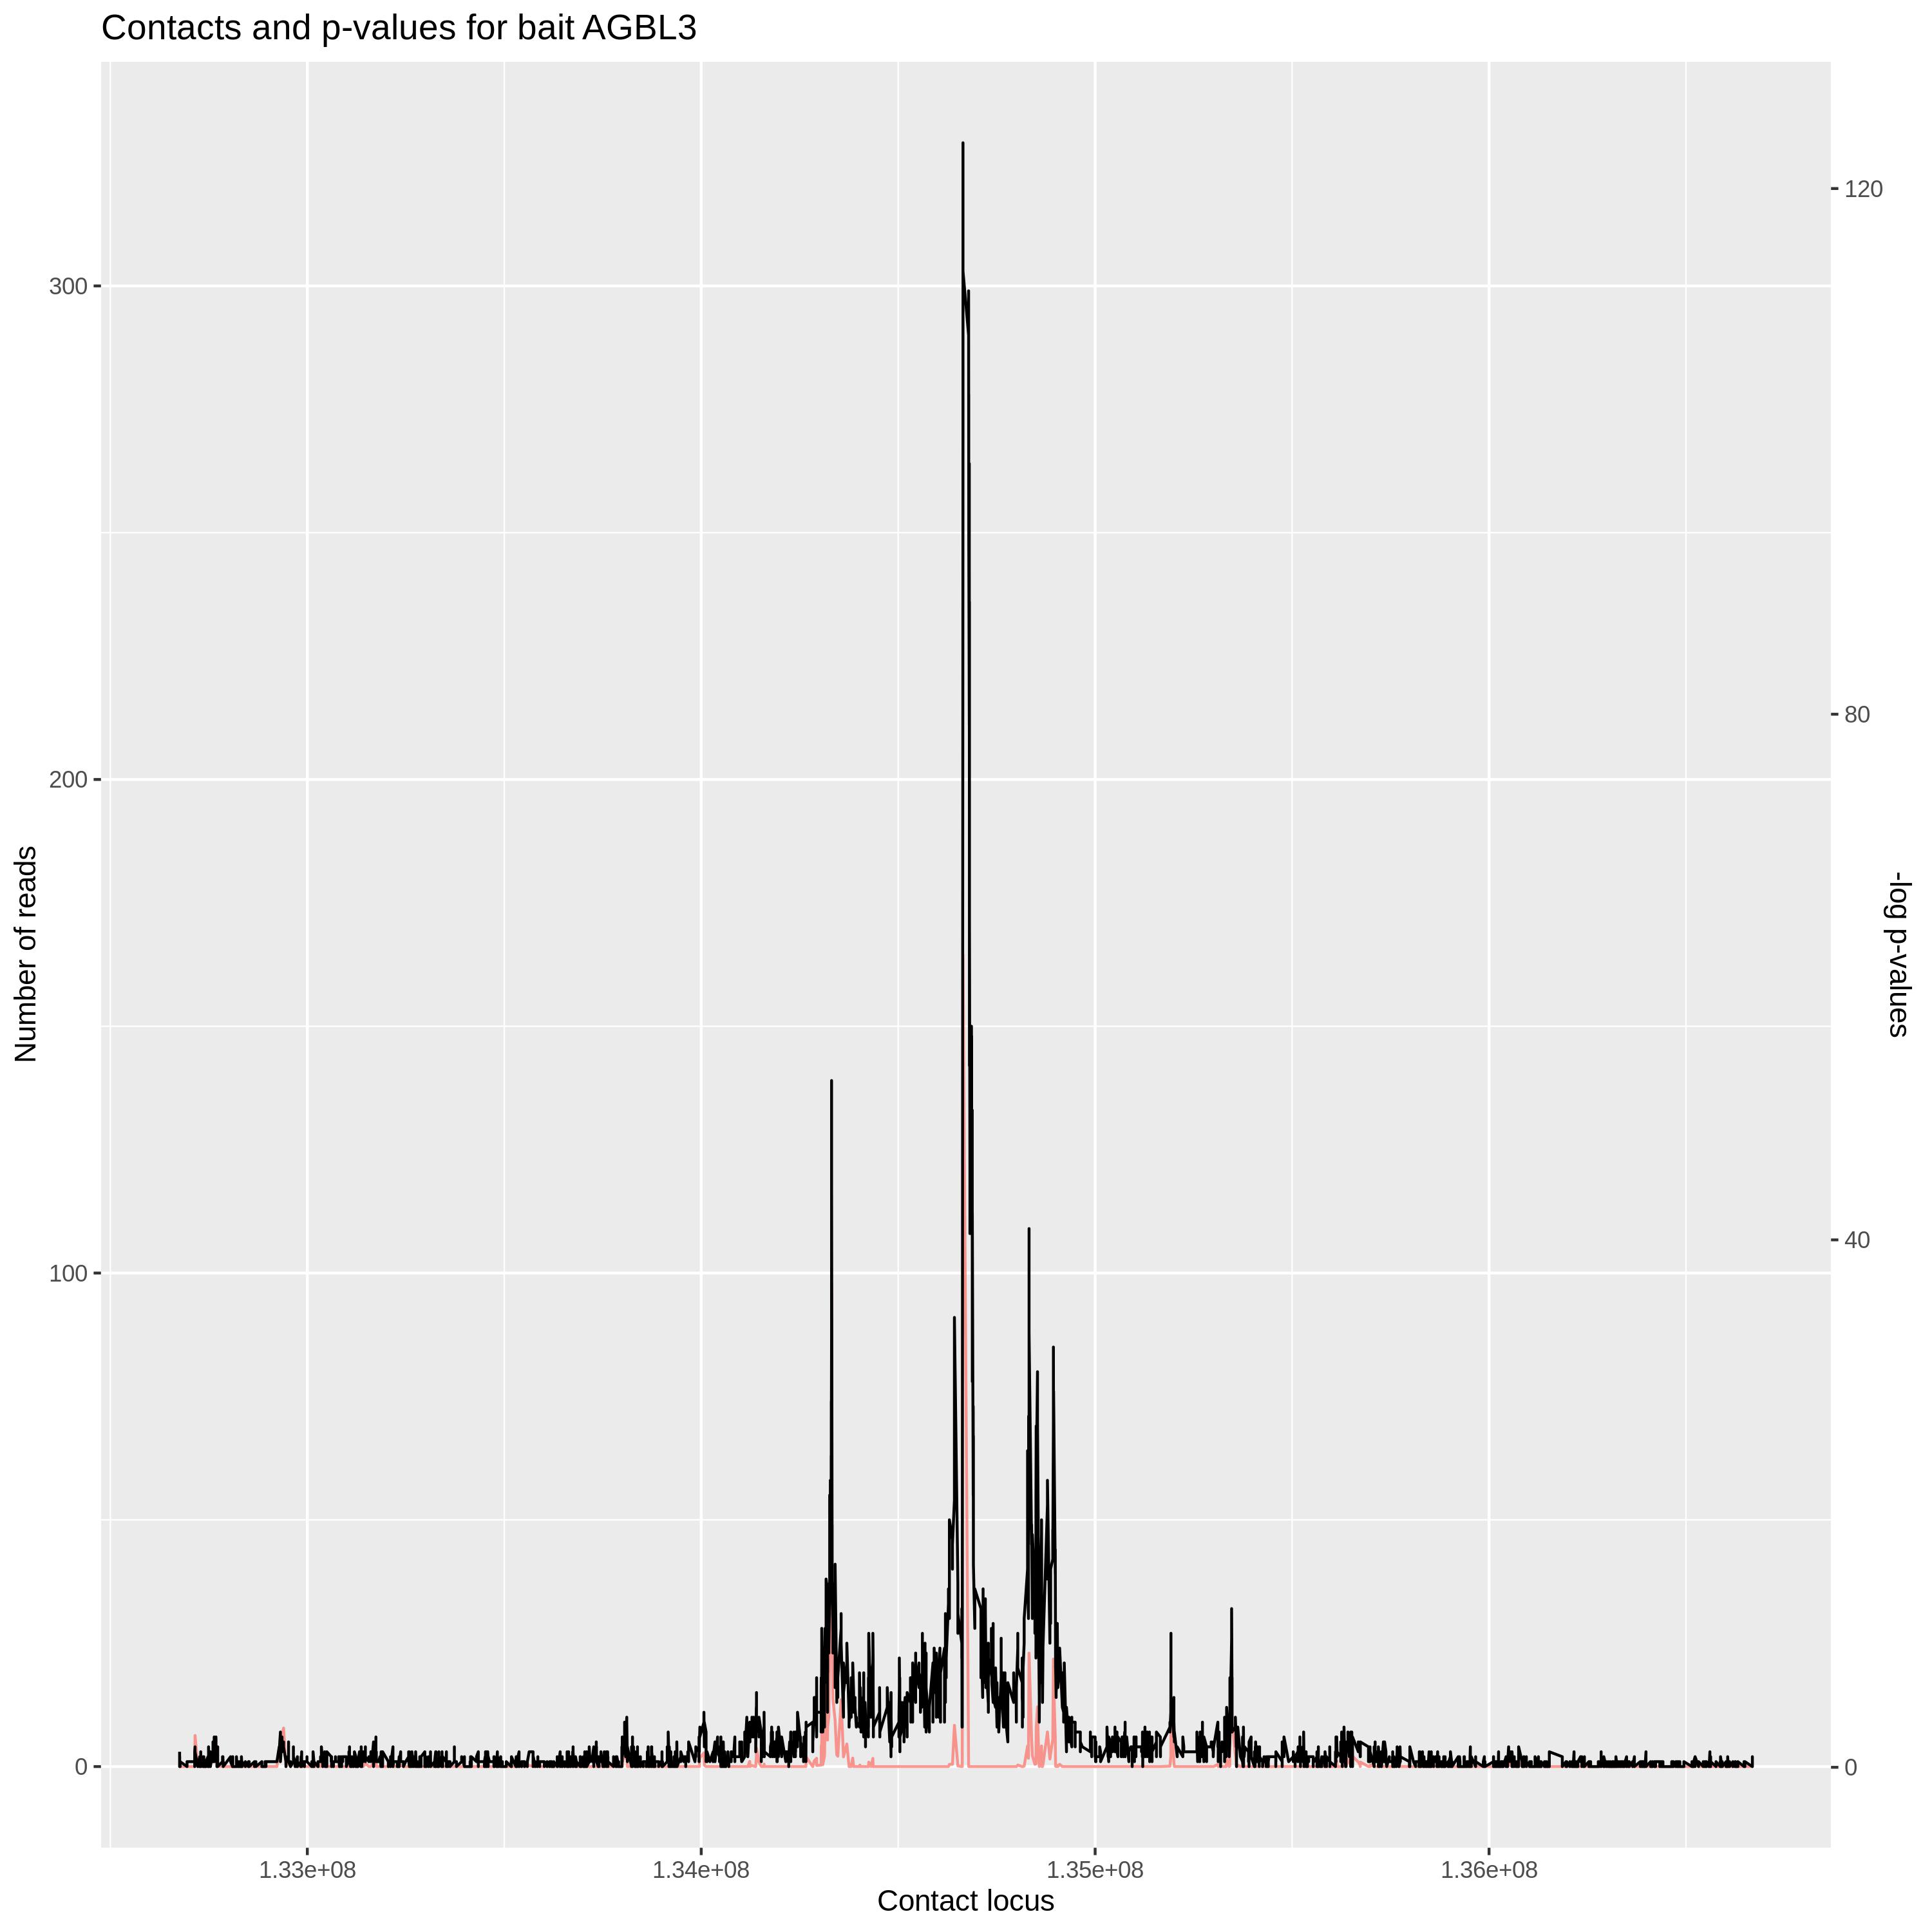 Contacts and p-values for bait AGBL3
300
200
100
0
Number of reads
120
80
40
0
-log p-values
1.33e+08
1.34e+08
1.35e+08
1.36e+08
Contact locus